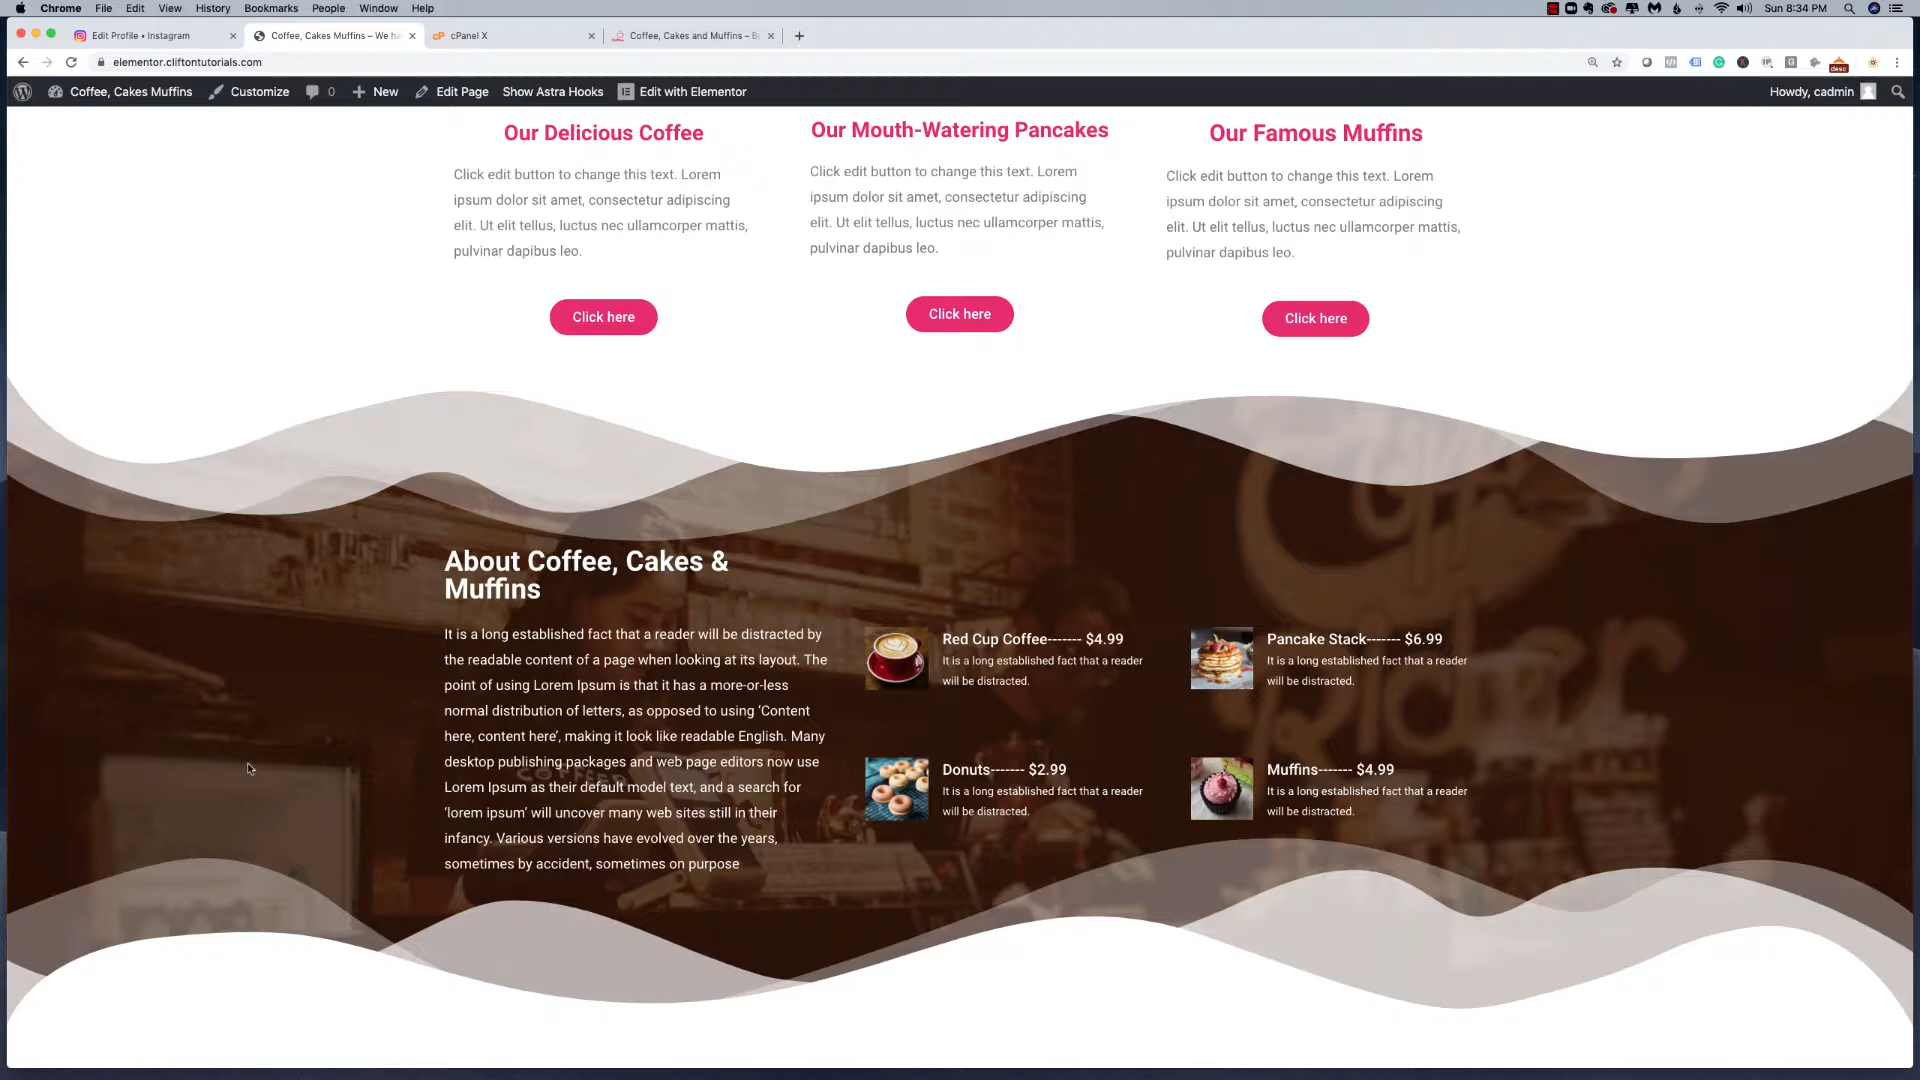 Chrome File Edit View History Bookmarks People Window Help Sun 8:34 PM
Edit Profile • Instagram
Coffee, Cakes Muffins – We ha
cPanel X
Coffee, Cakes and Muffins – B
elementor.cliftontutorials.com
Coffee, Cakes Muffins Customize 0 New Edit Page Show Astra Hooks Edit with Elementor Howdy, cadmin
Our Delicious Coffee
Click edit button to change this text. Lorem
ipsum dolor sit amet, consectetur adipiscing
elit. Ut elit tellus, luctus nec ullamcorper mattis,
pulvinar dapibus leo.
Click here
Our Mouth-Watering Pancakes
Click edit button to change this text. Lorem
ipsum dolor sit amet, consectetur adipiscing
elit. Ut elit tellus, luctus nec ullamcorper mattis,
pulvinar dapibus leo.
Click here
Our Famous Muffins
Click edit button to change this text. Lorem
ipsum dolor sit amet, consectetur adipiscing
elit. Ut elit tellus, luctus nec ullamcorper mattis,
pulvinar dapibus leo.
Click here
About Coffee, Cakes &
Muffins
It is a long established fact that a reader will be distracted by
the readable content of a page when looking at its layout. The
point of using Lorem Ipsum is that it has a more-or-less
normal distribution of letters, as opposed to using ‘Content
here, content here’, making it look like readable English. Many
desktop publishing packages and web page editors now use
Lorem Ipsum as their default model text, and a search for
‘lorem ipsum’ will uncover many web sites still in their
infancy. Various versions have evolved over the years,
sometimes by accident, sometimes on purpose
Red Cup Coffee------- $4.99
It is a long established fact that a reader
will be distracted.
Pancake Stack------- $6.99
It is a long established fact that a reader
will be distracted.
Donuts------- $2.99
It is a long established fact that a reader
will be distracted.
Muffins------- $4.99
It is a long established fact that a reader
will be distracted.